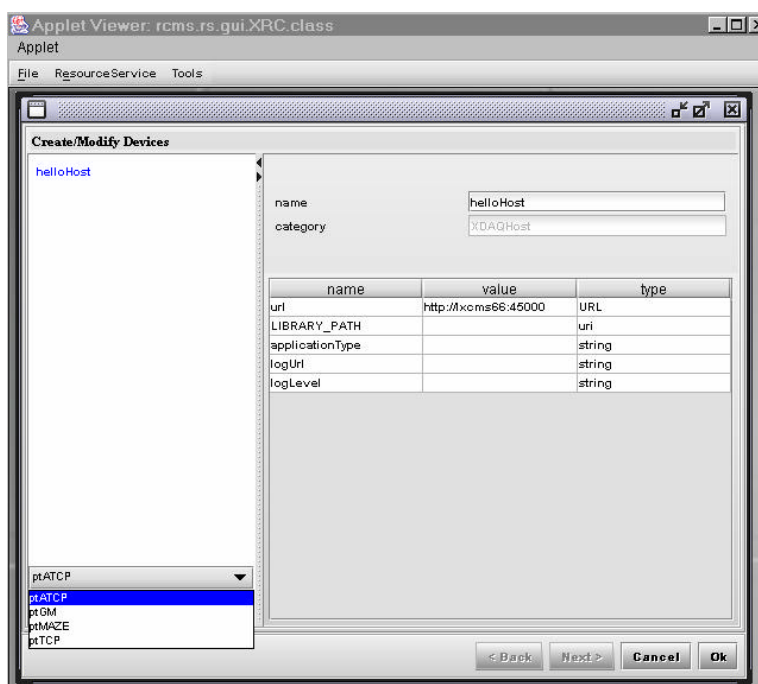 Applet Viewer: rcms.rs.gui.XRC.class
Applet
File ResourceService Tools
Create/Modify Devices
helloHost
name helloHost
category XDAQHost
name value type
url http://lxcms66:45000 URL
LIBRARY_PATH uri
applicationType string
logUrl string
logLevel string
ptATCP
ptATCP
ptGM
ptMAZE
ptTCP
< Back Next > Cancel Ok